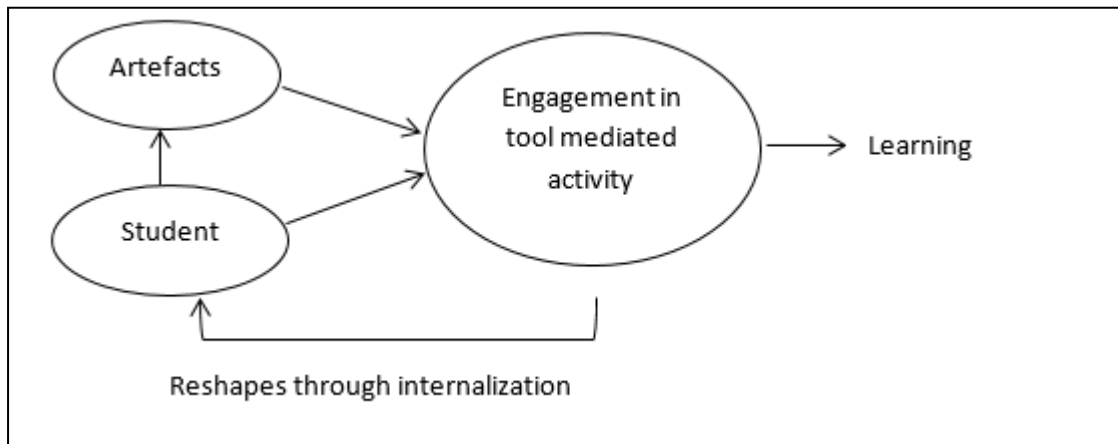 Artefacts
Engagement in
tool mediated
activity
Learning
Student
Reshapes through internalization